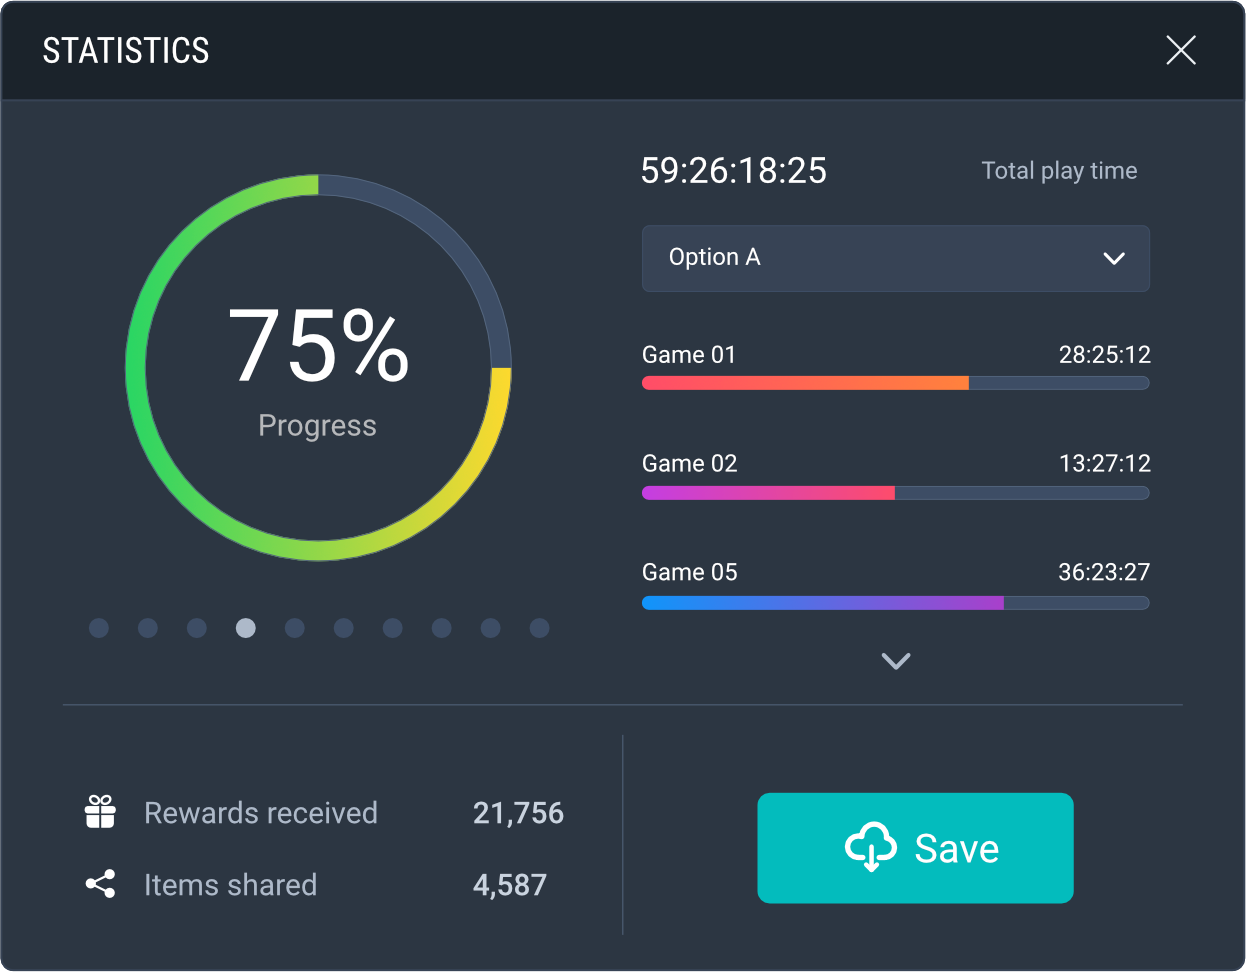 STATISTICS
75%
Progress
59:26:18:25 Total play time
Option A
Game 01 28:25:12
Game 02 13:27:12
Game 05 36:23:27
Rewards received 21,756
Items shared 4,587
Save